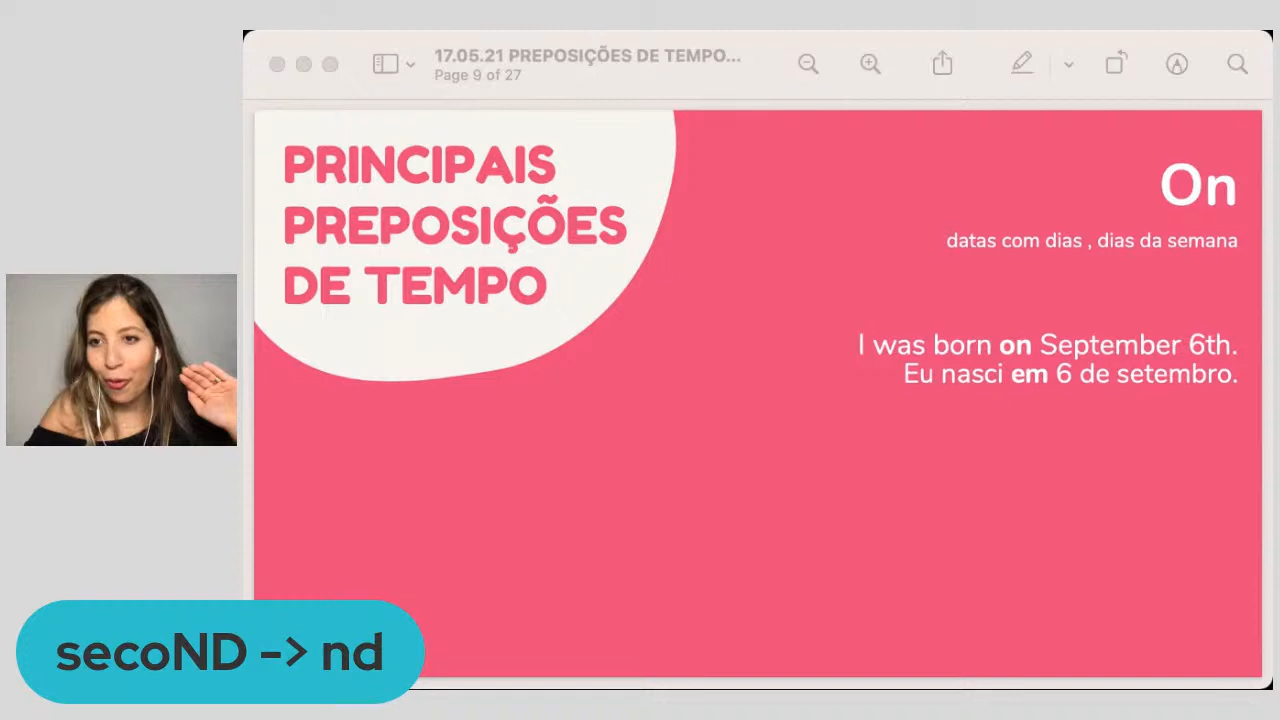 17.05.21 PREPOSIÇÕES DE TEMPO...
Page 9 of 27
PRINCIPAIS
PREPOSIÇÕES
DE TEMPO
On
datas com dias , dias da semana
I was born on September 6th.
Eu nasci em 6 de setembro.
secoND -> nd